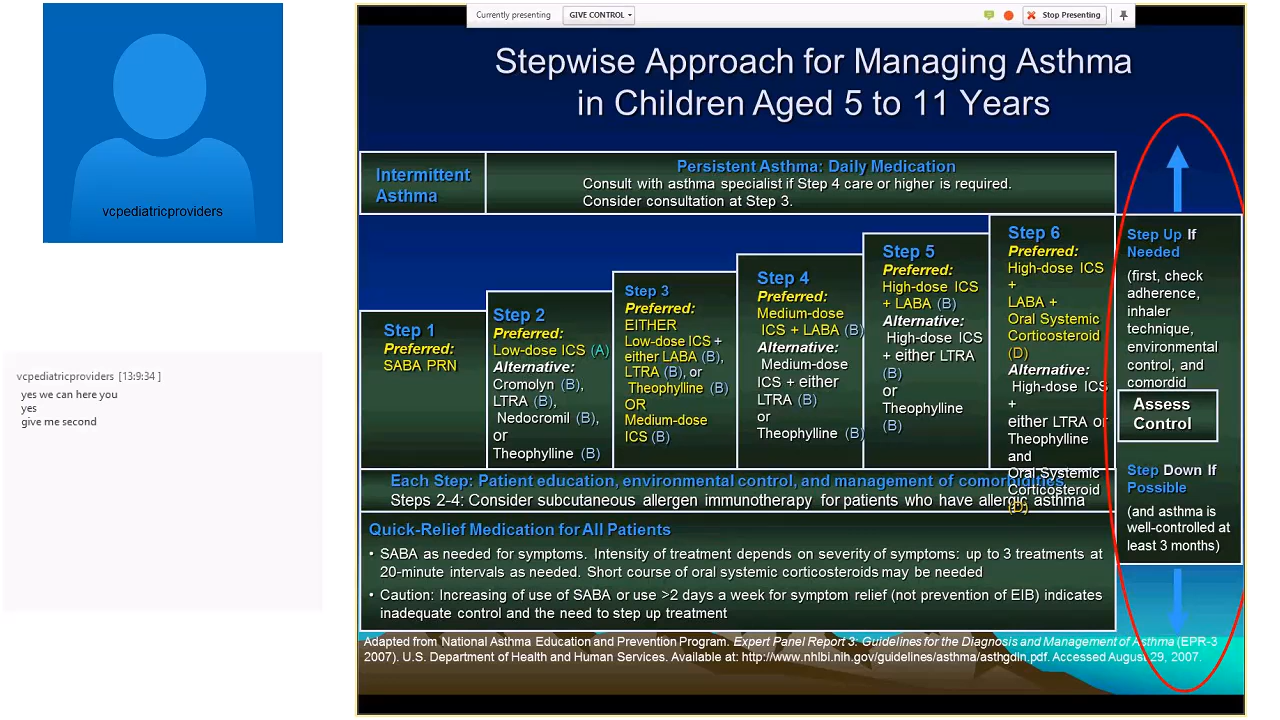 vcpediatricproviders
vcpediatricproviders [13:9:34 ]
yes we can here you
yes
give me second
Currently presenting
GIVE CONTROL
Stop Presenting
Stepwise Approach for Managing Asthma
in Children Aged 5 to 11 Years
Intermittent
Asthma
Persistent Asthma: Daily Medication
Consult with asthma specialist if Step 4 care or higher is required.
Consider consultation at Step 3.
Step 1
Preferred:
SABA PRN
Step 2
Preferred:
Low-dose ICS (A)
Alternative:
Cromolyn (B),
LTRA (B),
Nedocromil (B),
or
Theophylline (B)
Step 3
Preferred:
EITHER
Low-dose ICS +
either LABA (B),
LTRA (B), or
Theophylline (B)
OR
Medium-dose
ICS (B)
Step 4
Preferred:
Medium-dose
ICS + LABA (B)
Alternative:
Medium-dose
ICS + either
LTRA (B)
or
Theophylline (B)
Step 5
Preferred:
High-dose ICS
+ LABA (B)
Alternative:
High-dose ICS
+ either LTRA
(B)
or
Theophylline
(B)
Step 6
Preferred:
High-dose ICS
+
LABA +
Oral Systemic
Corticosteroid
(D)
Alternative:
High-dose ICS
+
either LTRA or
Theophylline
and
Oral Systemic
Corticosteroid
(D)
Step Up If
Needed
(first, check
adherence,
inhaler
technique,
environmental
control, and
comorbid
Assess
Control
Step Down If
Possible
(and asthma is
well-controlled at
least 3 months)
Each Step: Patient education, environmental control, and management of comorbidities
Steps 2-4: Consider subcutaneous allergen immunotherapy for patients who have allergic asthma
Quick-Relief Medication for All Patients
• SABA as needed for symptoms. Intensity of treatment depends on severity of symptoms: up to 3 treatments at
20-minute intervals as needed. Short course of oral systemic corticosteroids may be needed
• Caution: Increasing of use of SABA or use >2 days a week for symptom relief (not prevention of EIB) indicates
inadequate control and the need to step up treatment
Adapted from National Asthma Education and Prevention Program. Expert Panel Report 3: Guidelines for the Diagnosis and Management of Asthma (EPR-3
2007). U.S. Department of Health and Human Services. Available at: http://www.nhlbi.nih.gov/guidelines/asthma/asthgdln.pdf. Accessed August 29, 2007.